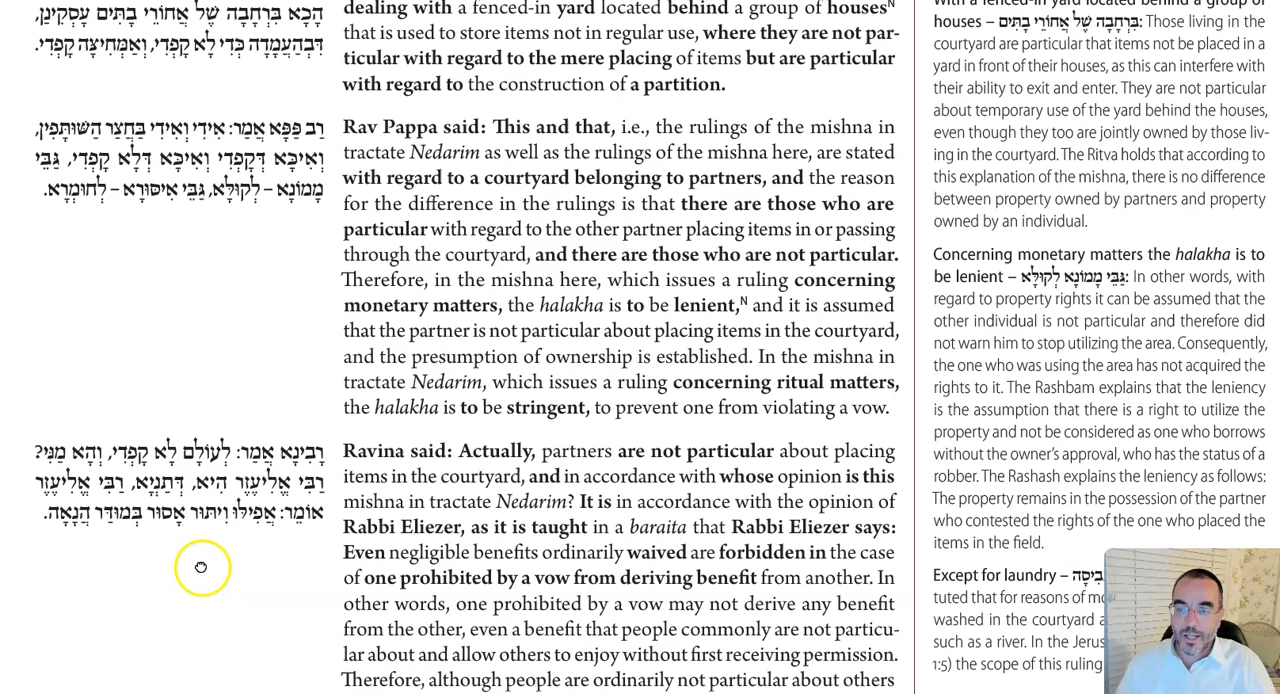 הָכָא בִּרְחָבָה שֶׁל אֲחוֹרֵי בָתִּים עָסְקִינַן,
דִּבְהַעֲמָדָה כְּדִי לָא קָפְדִי, וְאַמְּחִיצָּה קָפְדִי.
רַב פַּפָּא אֲמַר: אִידֵּי וְאִידֵּי בַּחֲצַר הַשּׁוּתָּפִין,
וְאִיכָּא דְּקָפְדִי וְאִיכָּא דְּלָא קָפְדִי, גַּבֵּי
מָמוֹנָא – לְקוּלָּא, גַּבֵּי אִיסּוּרָא – לְחוּמְרָא.
רָבִינָא אֲמַר: לְעוֹלָם לָא קָפְדִי, וְהָא מַנִּי?
רַבִּי אֱלִיעֶזֶר הִיא, דְּתַנְיָא, רַבִּי אֱלִיעֶזֶר
אוֹמֵר: אֲפִילּוּ וִיתּוּר אָסוּר בְּמוּדַּר הֲנָאָה.
dealing with a fenced-in yard located behind a group of housesᴺ
that is used to store items not in regular use, where they are not par-
ticular with regard to the mere placing of items but are particular
with regard to the construction of a partition.
Rav Pappa said: This and that, i.e., the rulings of the mishna in
tractate Nedarim as well as the rulings of the mishna here, are stated
with regard to a courtyard belonging to partners, and the reason
for the difference in the rulings is that there are those who are
particular with regard to the other partner placing items in or passing
through the courtyard, and there are those who are not particular.
Therefore, in the mishna here, which issues a ruling concerning
monetary matters, the halakha is to be lenient,ᴺ and it is assumed
that the partner is not particular about placing items in the courtyard,
and the presumption of ownership is established. In the mishna in
tractate Nedarim, which issues a ruling concerning ritual matters,
the halakha is to be stringent, to prevent one from violating a vow.
Ravina said: Actually, partners are not particular about placing
items in the courtyard, and in accordance with whose opinion is this
mishna in tractate Nedarim? It is in accordance with the opinion of
Rabbi Eliezer, as it is taught in a baraita that Rabbi Eliezer says:
Even negligible benefits ordinarily waived are forbidden in the case
of one prohibited by a vow from deriving benefit from another. In
other words, one prohibited by a vow may not derive any benefit
from the other, even a benefit that people commonly are not particu-
lar about and allow others to enjoy without first receiving permission.
Therefore, although people are ordinarily not particular about others
With a fenced-in yard located behind a group of
houses – בִּרְחָבָה שֶׁל אֲחוֹרֵי בָתִּים: Those living in the
courtyard are particular that items not be placed in a
yard in front of their houses, as this can interfere with
their ability to exit and enter. They are not particular
about temporary use of the yard behind the houses,
even though they too are jointly owned by those liv-
ing in the courtyard. The Ritva holds that according to
this explanation of the mishna, there is no difference
between property owned by partners and property
owned by an individual.
Concerning monetary matters the halakha is to
be lenient – גַּבֵּי מָמוֹנָא לְקוּלָּא: In other words, with
regard to property rights it can be assumed that the
other individual is not particular and therefore did
not warn him to stop utilizing the area. Consequently,
the one who was using the area has not acquired the
rights to it. The Rashbam explains that the leniency
is the assumption that there is a right to utilize the
property and not be considered as one who borrows
without the owner's approval, who has the status of a
robber. The Rashash explains the leniency as follows:
The property remains in the possession of the partner
who contested the rights of the one who placed the
items in the field.
Except for laundry –
tuted that for reasons of
washed in the courtyard
such as a river. In the
1:5) the scope of this ruling